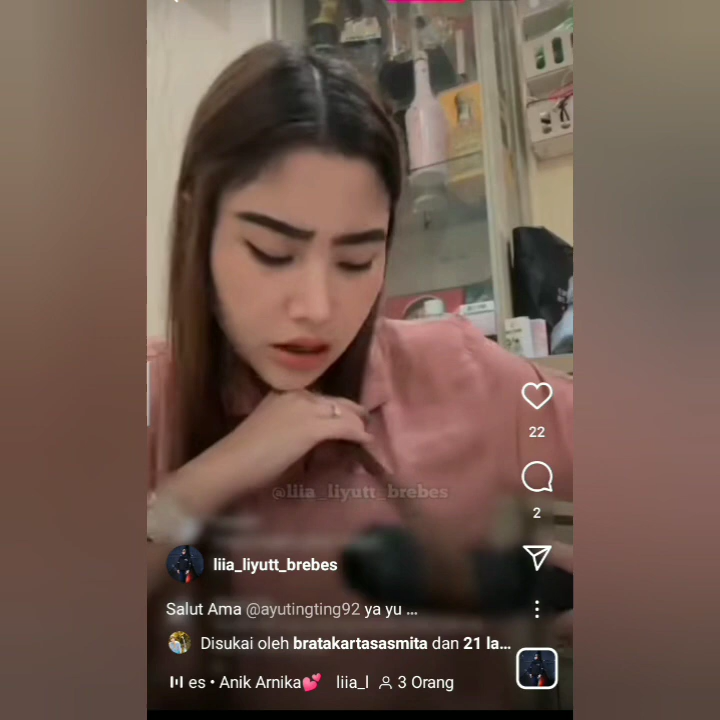 22
@liia_liyutt_brebes
2
liia_liyutt_brebes
Salut Ama @ayutingting92 ya yu ...
Disukai oleh bratakartasasmita dan 21 la...
es • Anik Arnika💕 liia_l 3 Orang